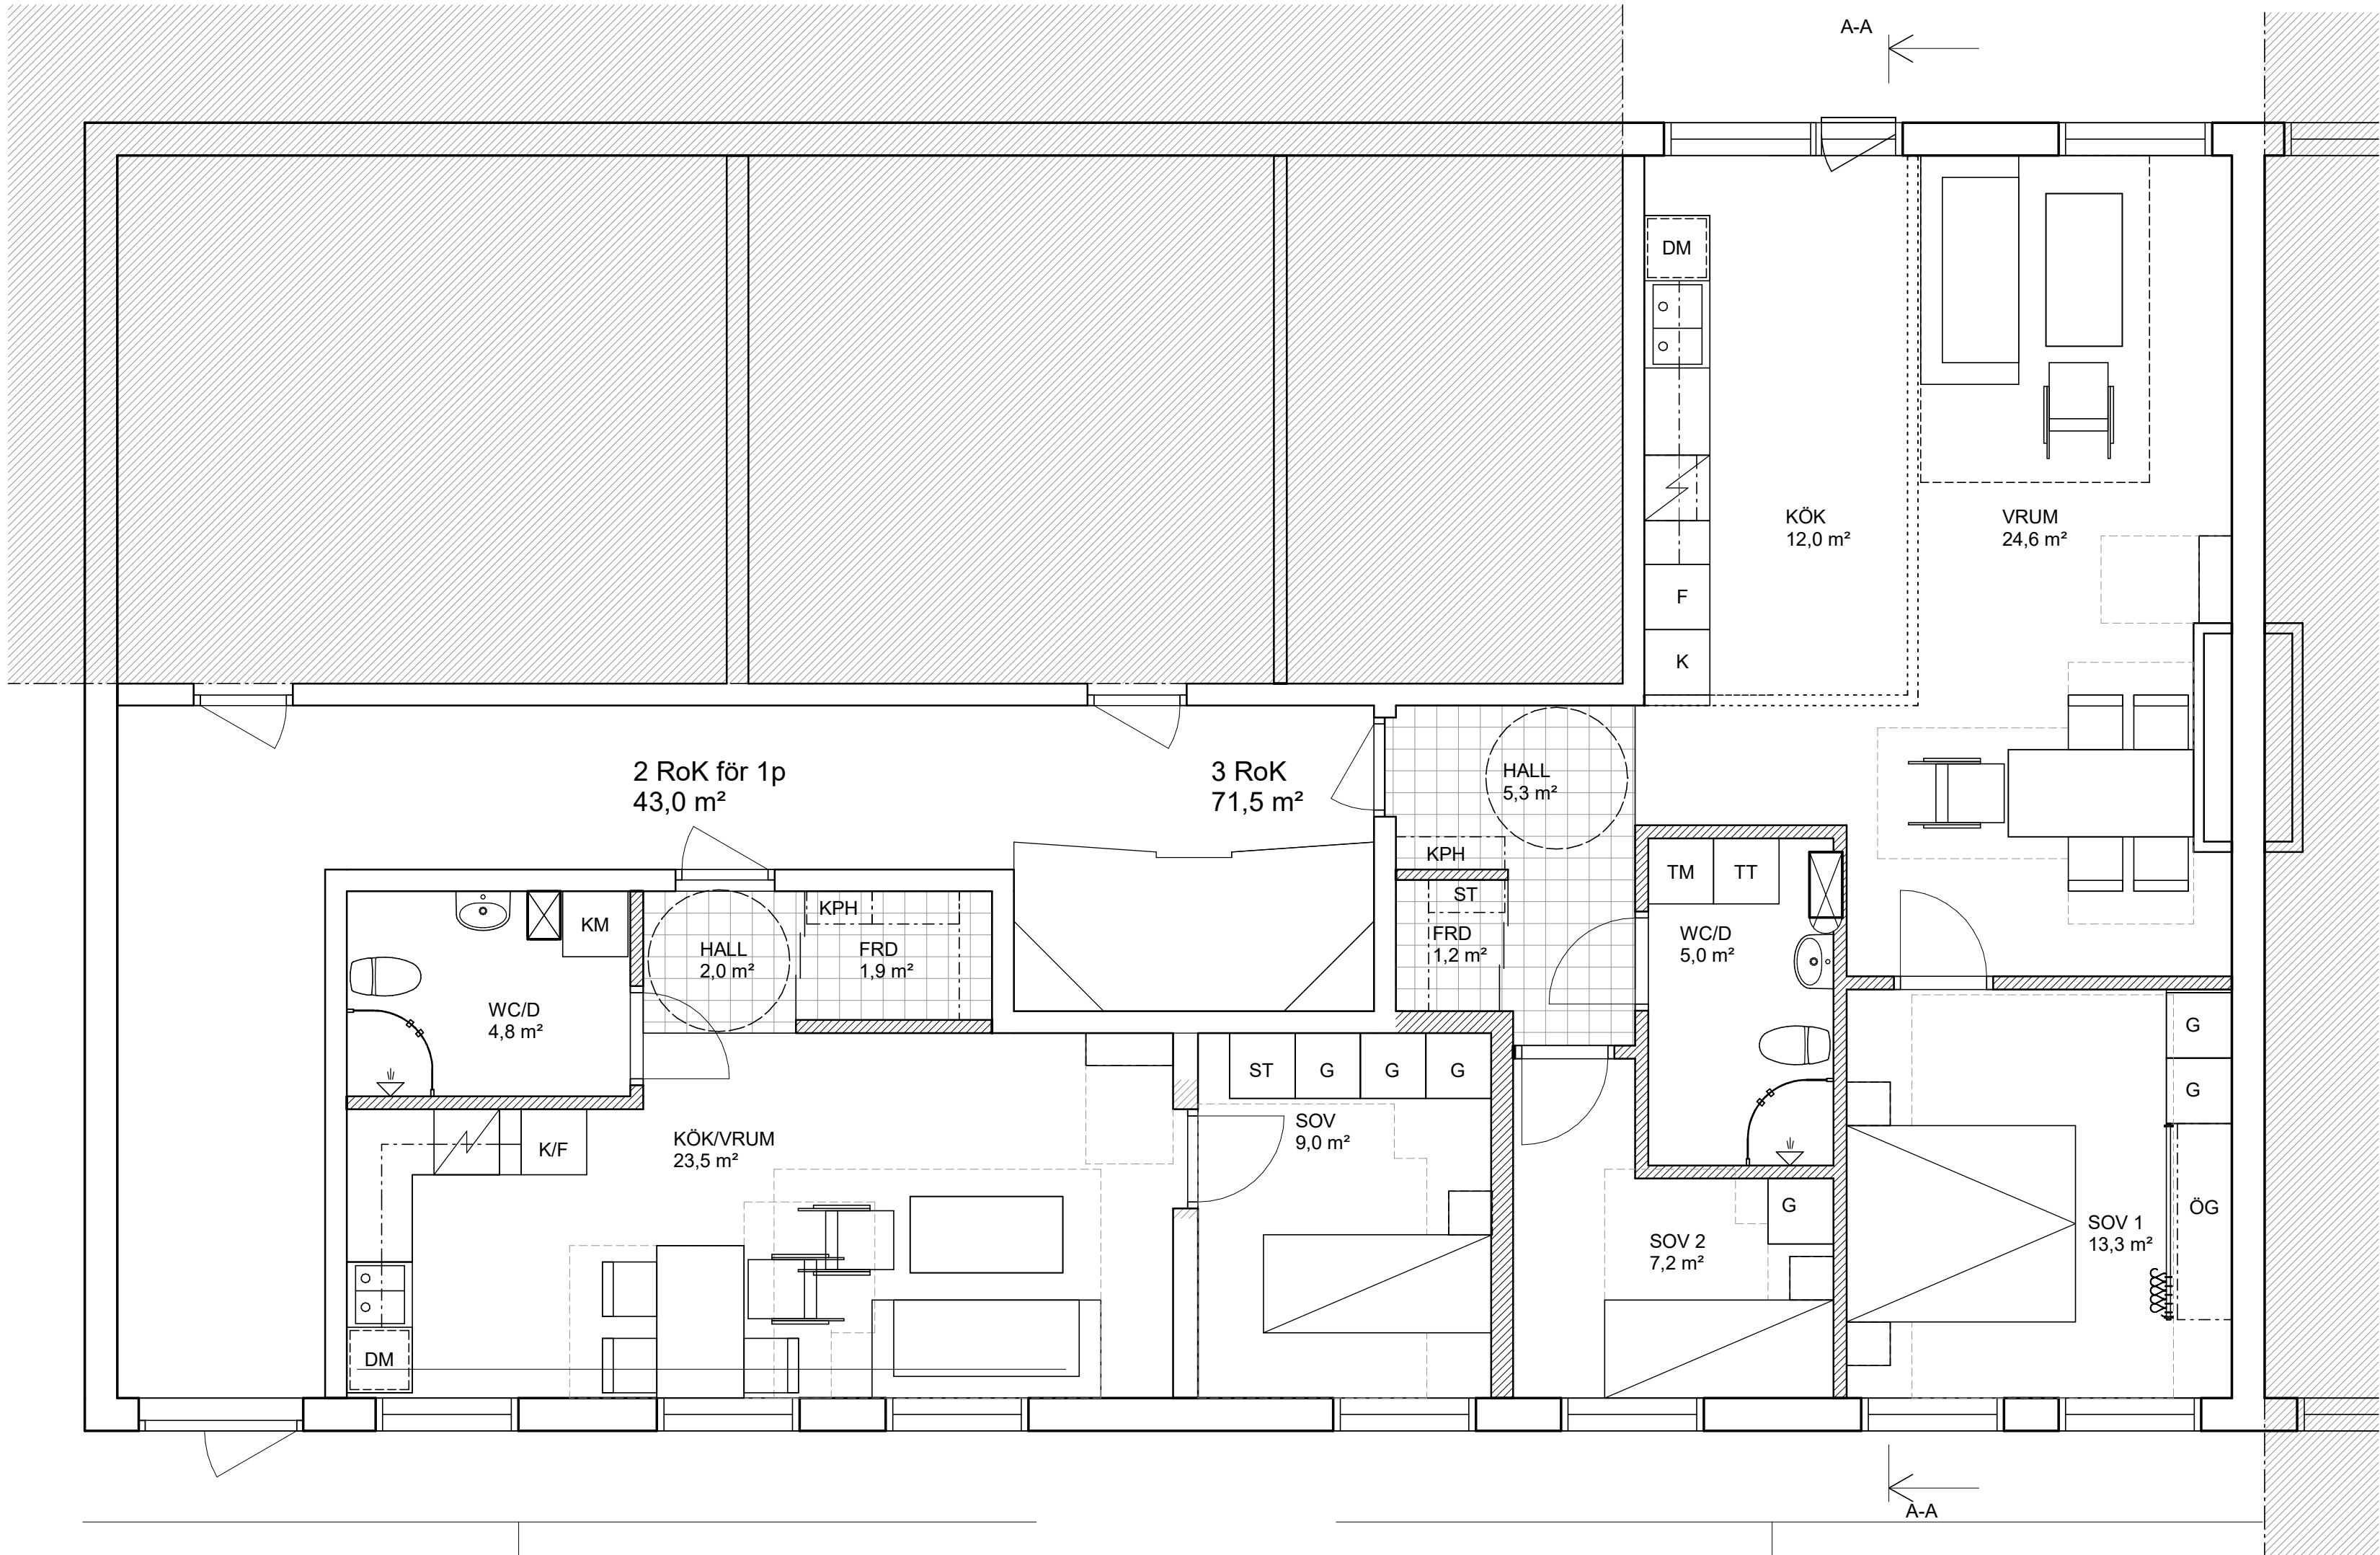 A-A
DM
KÖK
12,0 m²
VRUM
24,6 m²
F
K
2 RoK för 1p
43,0 m²
3 RoK
71,5 m²
HALL
5,3 m²
KPH
ST
FRD
1,2 m²
TM
TT
WC/D
5,0 m²
KPH
KM
HALL
2,0 m²
FRD
1,9 m²
WC/D
4,8 m²
G
G
ST
G
G
G
SOV
9,0 m²
K/F
KÖK/VRUM
23,5 m²
G
ÖG
SOV 1
13,3 m²
SOV 2
7,2 m²
DM
A-A